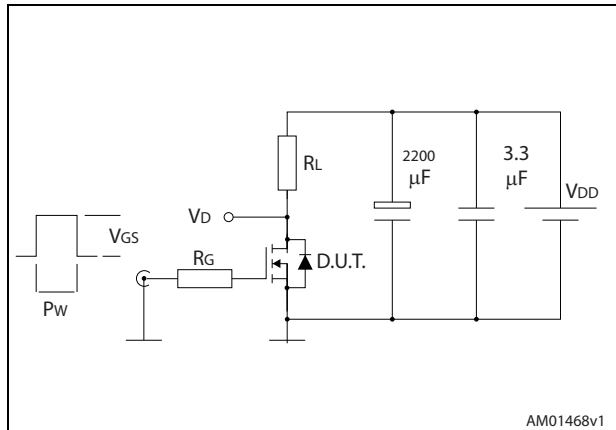 RL
2200
μF
3.3
μF
VDD
VD
VGS
RG
D.U.T.
PW
AM01468v1